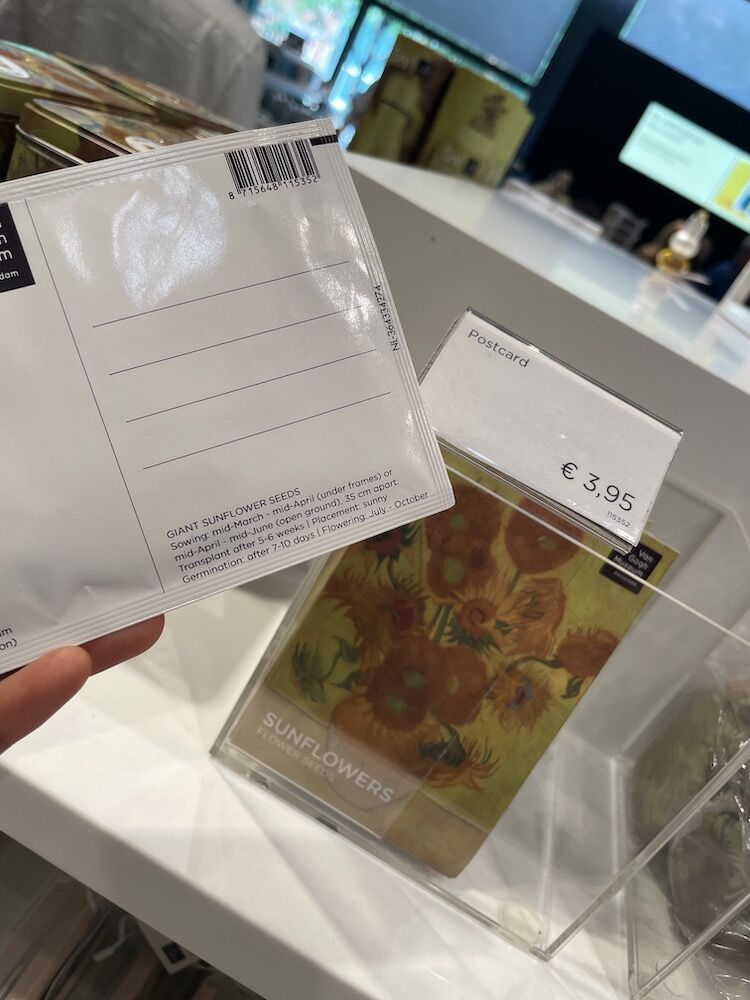 8 715648 115352
NL-364334274
GIANT SUNFLOWER SEEDS
Sowing: mid-March - mid-April (under frames) or
mid-April - mid-June (open ground), 35 cm apart.
Transplant after 5-6 weeks | Placement: sunny
Germination: after 7-10 days | Flowering: July - October
Postcard
€ 3,95
115352
Van
Gogh
Museum
SUNFLOWERS
FLOWER SEEDS